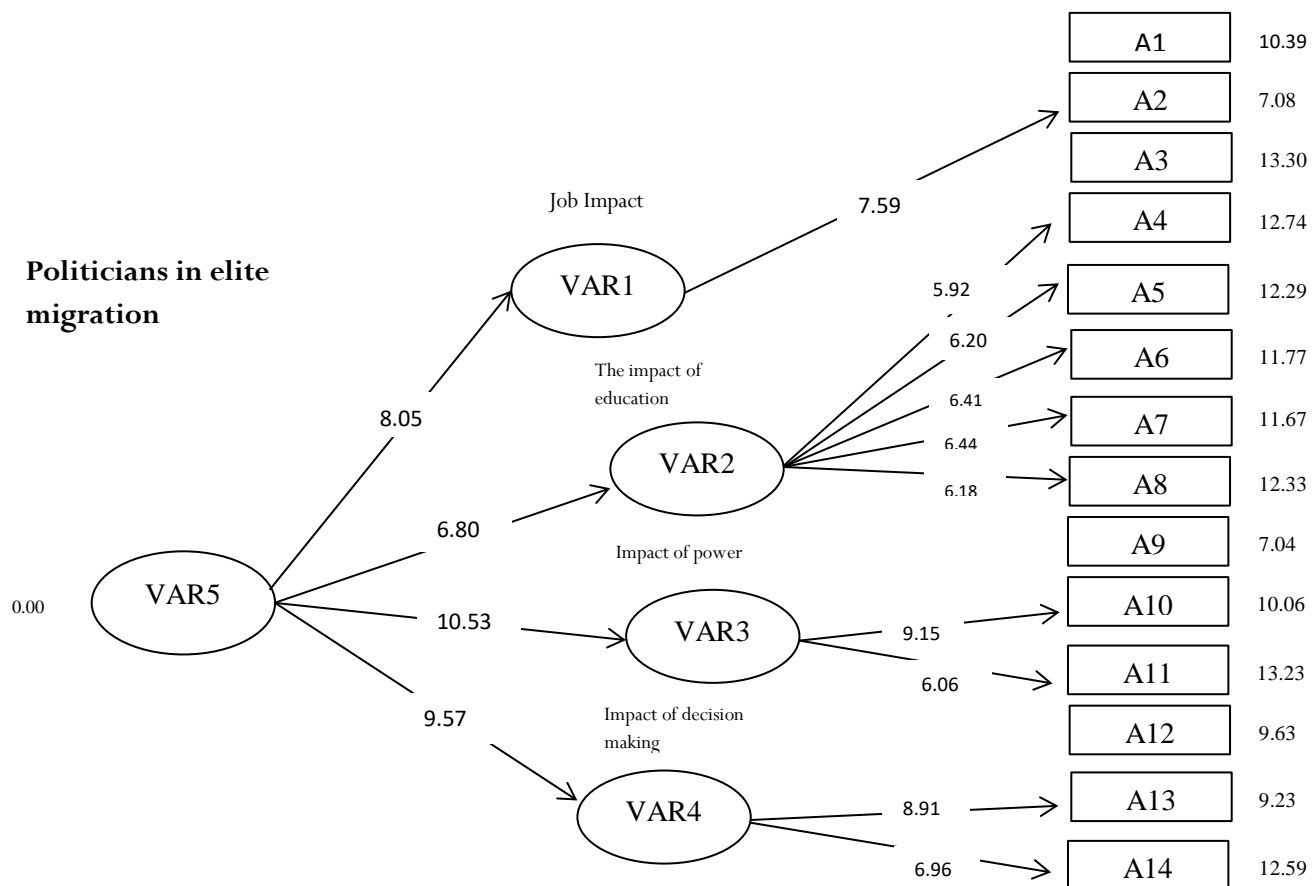 A1 10.39
A2 7.08
A3 13.30
Job Impact
7.59
A4 12.74
Politicians in elite
migration
VAR1
5.92
A5 12.29
6.20
A6 11.77
The impact of
education
6.41
8.05
A7 11.67
6.44
VAR2
A8 12.33
6.18
6.80
A9 7.04
Impact of power
0.00
VAR5
A10 10.06
10.53
VAR3
9.15
A11 13.23
6.06
9.57
Impact of decision
making
A12 9.63
A13 9.23
VAR4
8.91
6.96
A14 12.59